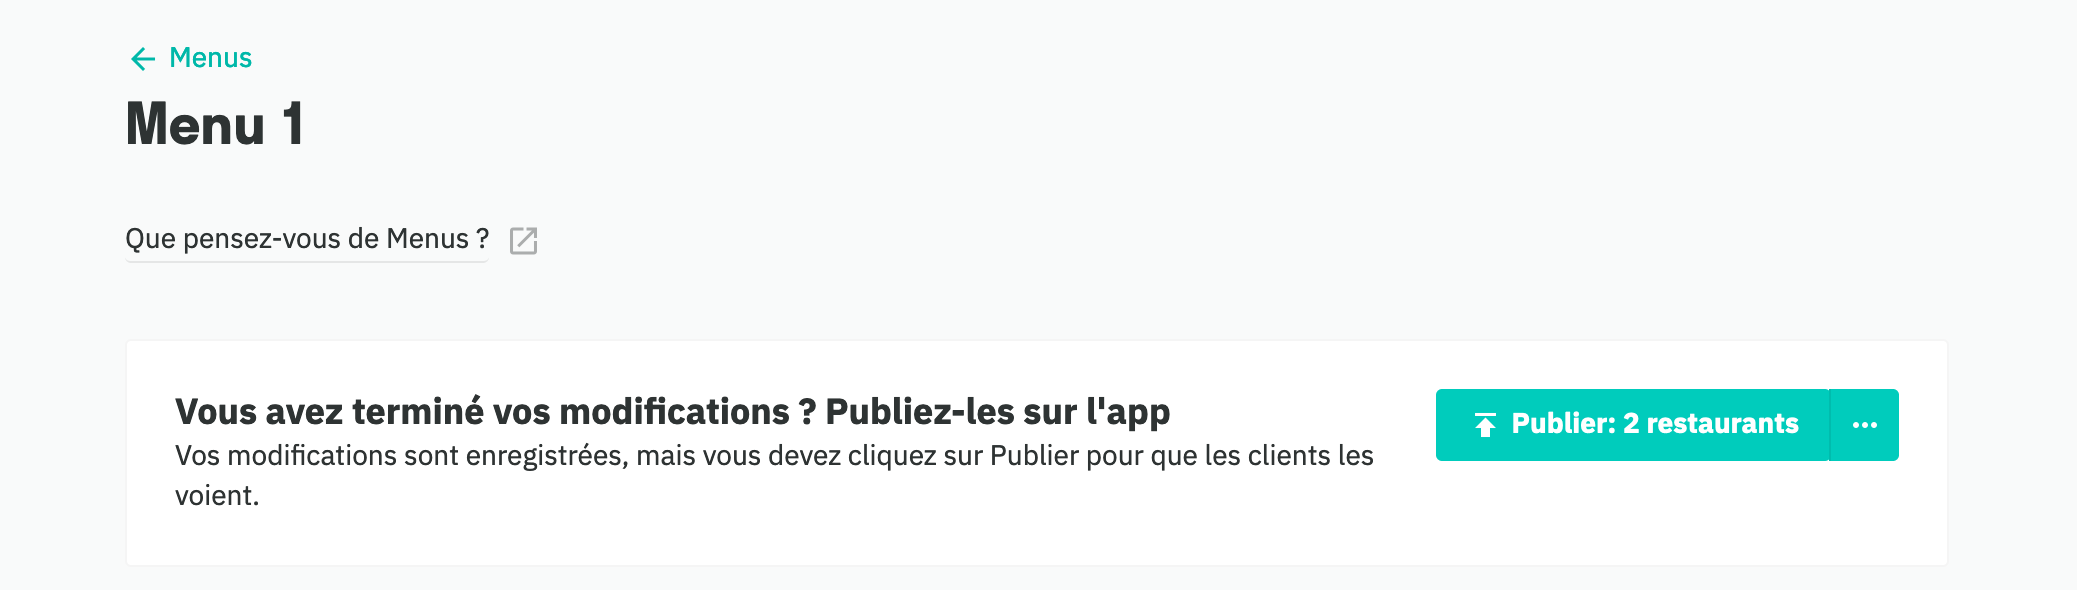 Menus
Menu 1
Que pensez-vous de Menus ?
Vous avez terminé vos modifications ? Publiez-les sur l'app
Vos modifications sont enregistrées, mais vous devez cliquez sur Publier pour que les clients les
voient.
Publier: 2 restaurants